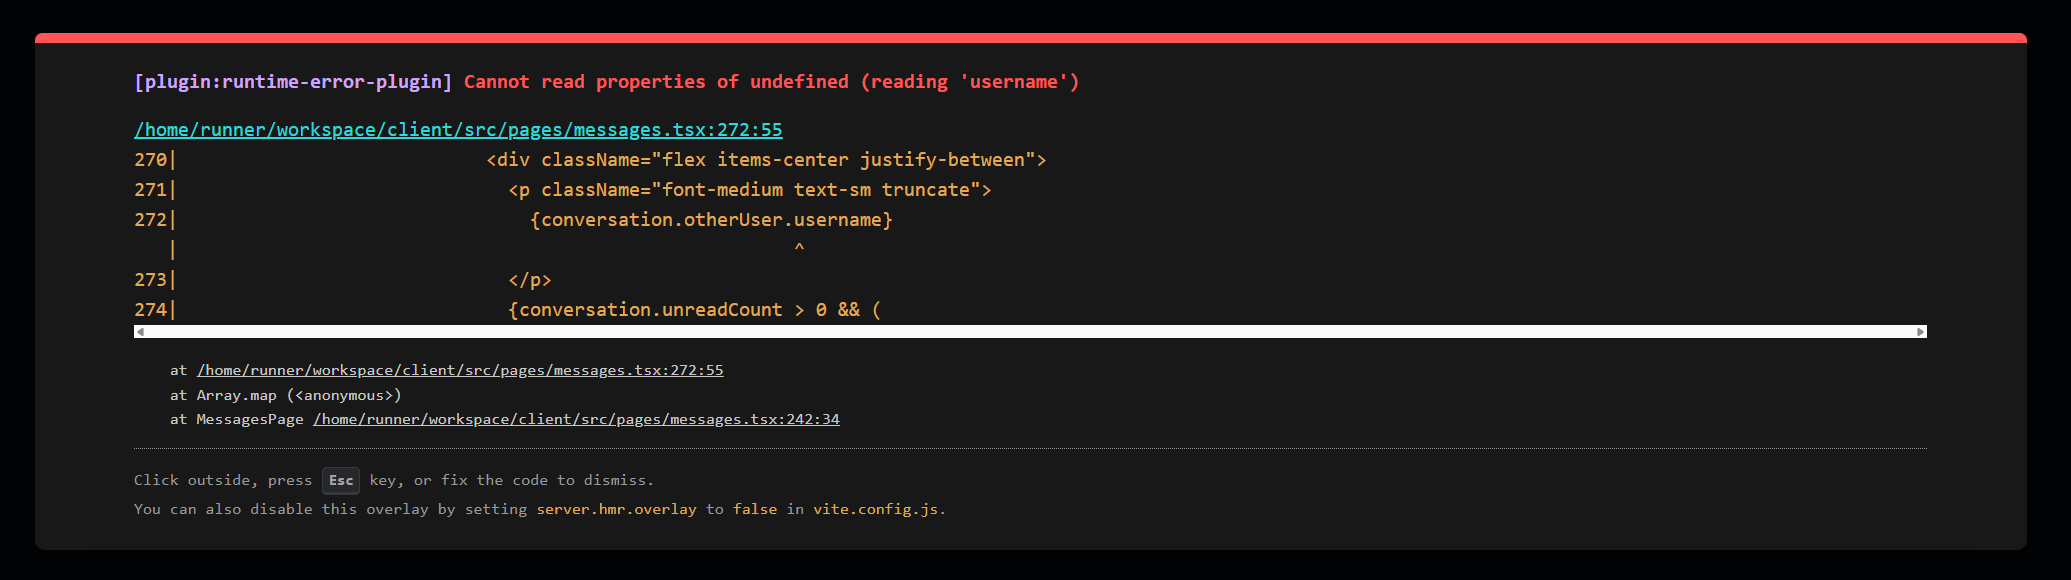 [plugin:runtime-error-plugin] Cannot read properties of undefined (reading 'username')
/home/runner/workspace/client/src/pages/messages.tsx:272:55
270|                            <div className="flex items-center justify-between">
271|                              <p className="font-medium text-sm truncate">
272|                                {conversation.otherUser.username}
   |                                                        ^
273|                              </p>
274|                              {conversation.unreadCount > 0 && (
at /home/runner/workspace/client/src/pages/messages.tsx:272:55
at Array.map (<anonymous>)
at MessagesPage /home/runner/workspace/client/src/pages/messages.tsx:242:34
Click outside, press Esc key, or fix the code to dismiss.
You can also disable this overlay by setting server.hmr.overlay to false in vite.config.js.